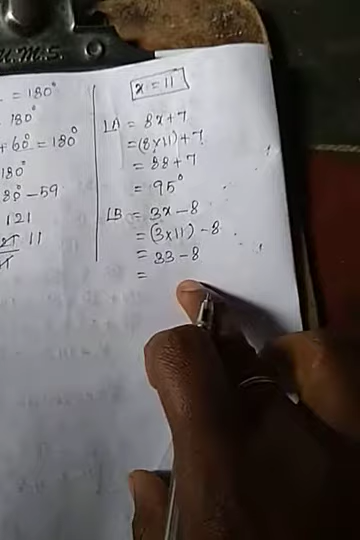 U.M.S.
= 180°
180°
+ 60° = 180°
180°
80° - 59
121
11
x = 11°
∠A = 8x + 7
= (8×11) + 7
= 88 + 7
= 95°
∠B = 3x - 8
= (3×11) - 8
= 33 - 8
=